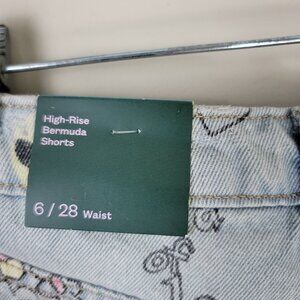 High-Rise
Bermuda
Shorts
6 / 28 Waist